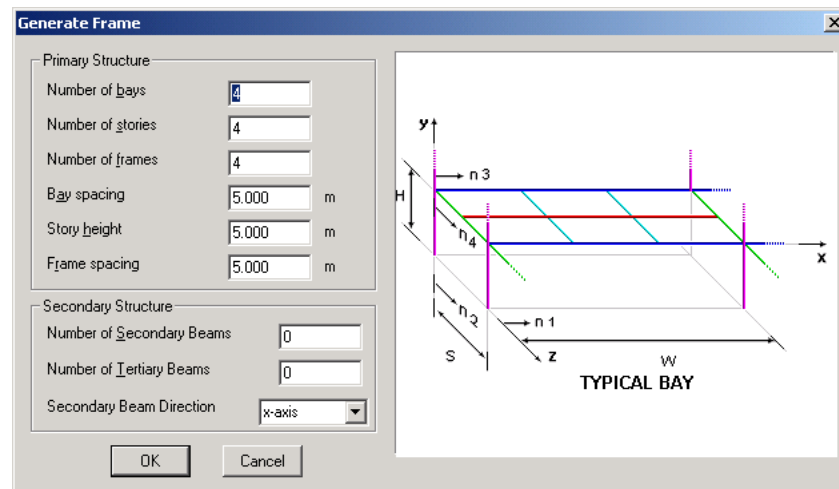 Generate Frame
Primary Structure
Number of bays 4
Number of stories 4
Number of frames 4
Bay spacing 5.000 m
Story height 5.000 m
Frame spacing 5.000 m
Secondary Structure
Number of Secondary Beams 0
Number of Tertiary Beams 0
Secondary Beam Direction x-axis
OK Cancel
y
n 3
H
n4
x
n2
n 1
S
z
W
TYPICAL BAY